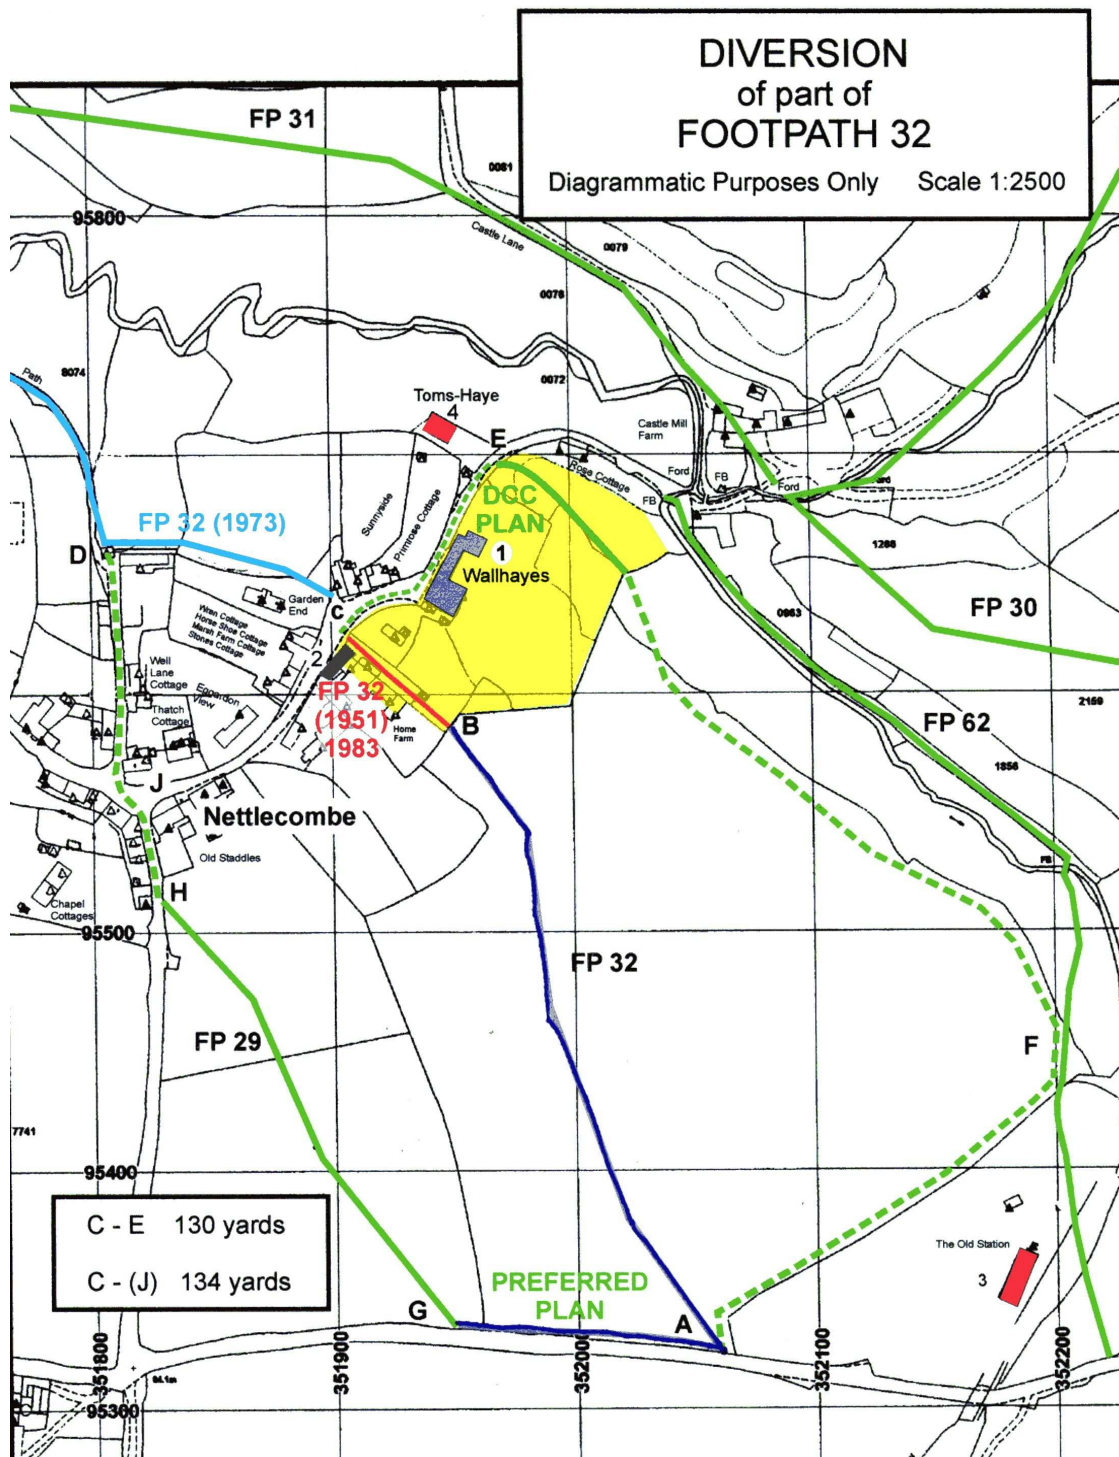 DIVERSION
of part of
FOOTPATH 32
Diagrammatic Purposes Only Scale 1:2500
FP 31
0081
95800
Castle Lane
0079
0078
Path
8074
0072
Toms-Haye
4
Castle Mill
Farm
E
Rose Cottage
Ford
FB
FB
Ford
DCC
PLAN
FP 32 (1973)
Sunnyside
Primrose Cottage
D
1
Wallhayes
1288
Garden
End
C
0963
FP 30
Wren Cottage
Horse Shoe Cottage
Marsh Farm Cottage
Stones Cottage
2
Well
Lane
Cottage
Eggardon
View
FP 32
(1951)
1983
Thatch
Cottage
Home
Farm
B
2159
FP 62
1856
J
Nettlecombe
Old Staddles
FB
H
Chapel
Cottages
95500
FP 32
FP 29
F
7741
95400
C - E 130 yards
C - (J) 134 yards
The Old Station
3
PREFERRED
PLAN
G
A
351800
351900
352000
352100
352200
95300